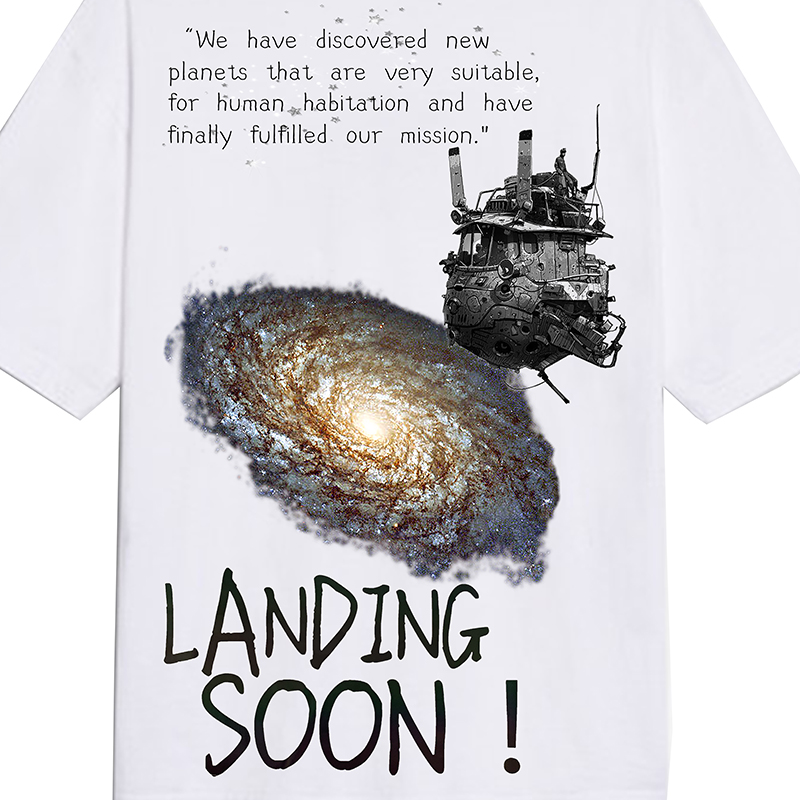 “We have discovered new
planets that are very suitable,
for human habitation and have
finally fulfilled our mission."
LANDING
SOON !